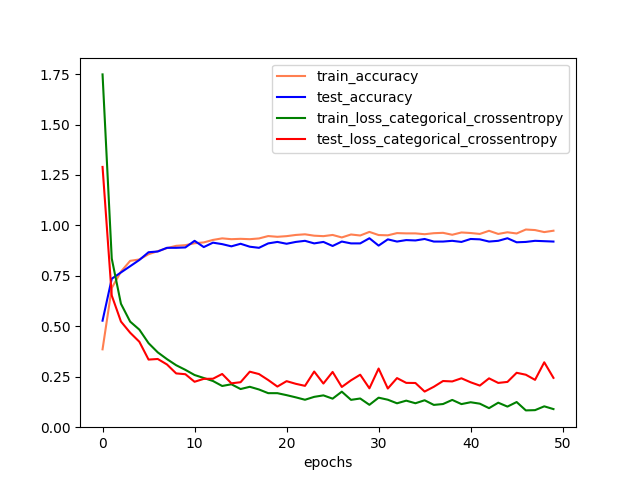 train_accuracy
test_accuracy
train_loss_categorical_crossentropy
test_loss_categorical_crossentropy
1.75
1.50
1.25
1.00
0.75
0.50
0.25
0.00
0 10 20 30 40 50
epochs